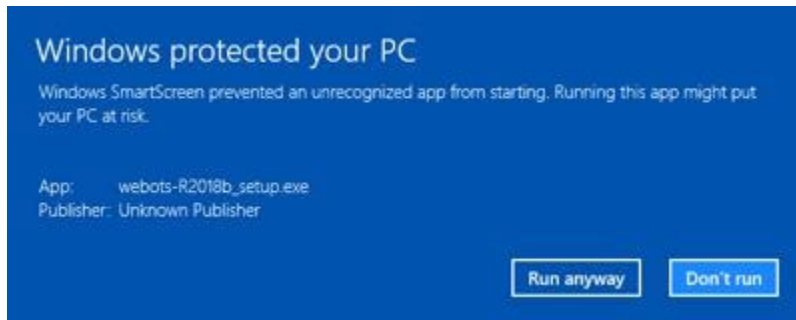 Windows protected your PC
Windows SmartScreen prevented an unrecognized app from starting. Running this app might put
your PC at risk.
App: webots-R2018b_setup.exe
Publisher: Unknown Publisher
Run anyway Don't run